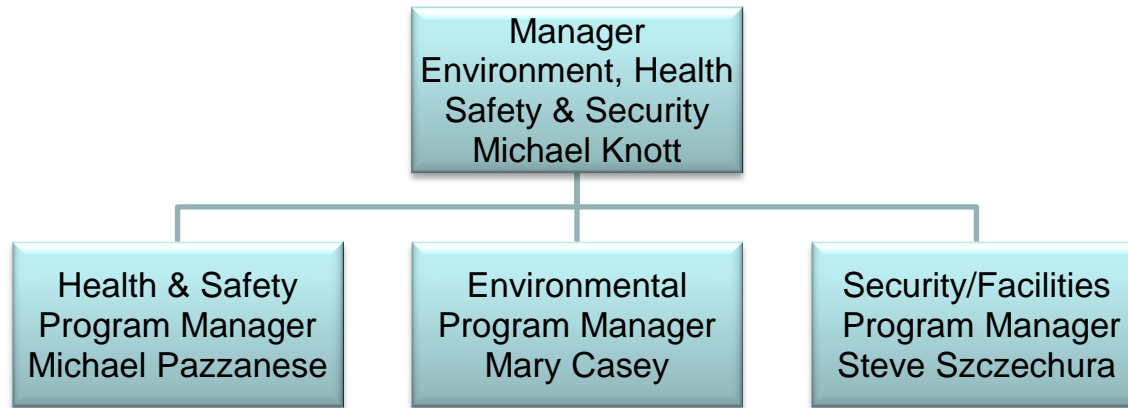 Manager
Environment, Health
Safety & Security
Michael Knott
Health & Safety
Program Manager
Michael Pazzanese
Environmental
Program Manager
Mary Casey
Security/Facilities
Program Manager
Steve Szczechura